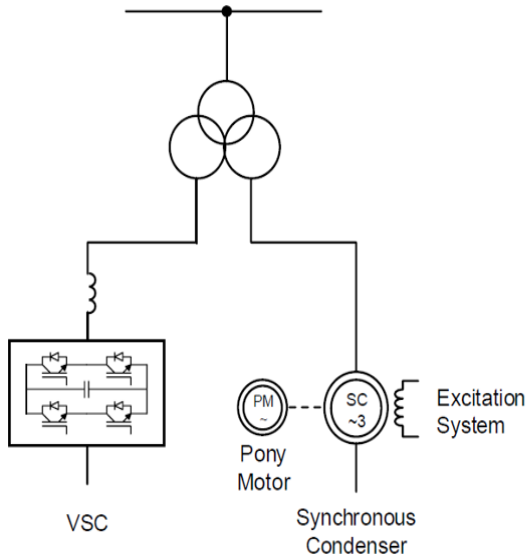 PM
~
SC
~3
Excitation
System
Pony
Motor
VSC
Synchronous
Condenser